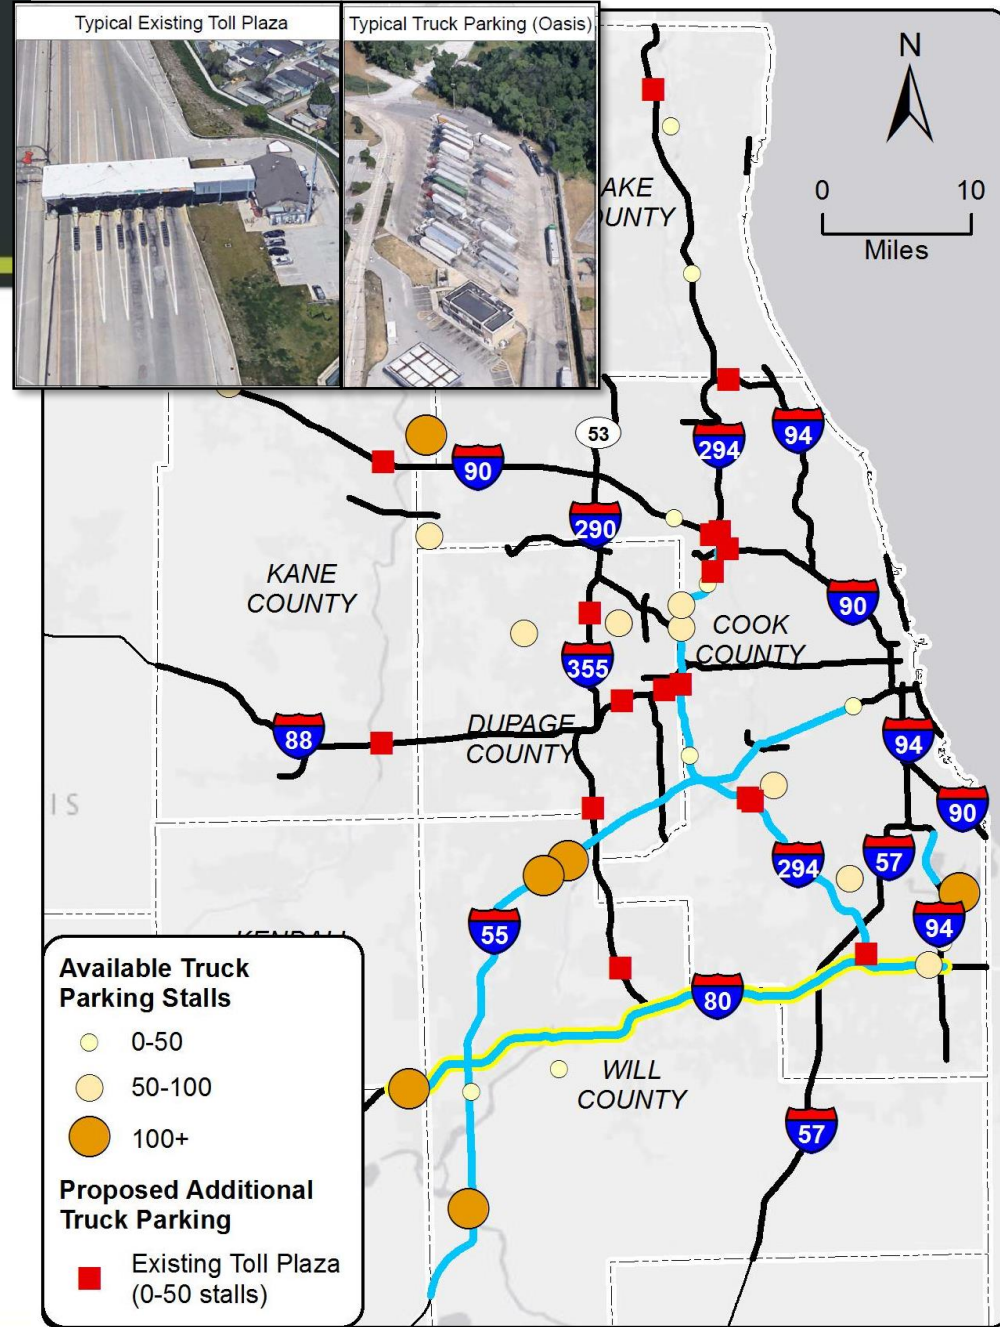 Typical Existing Toll Plaza
Typical Truck Parking (Oasis)
N
0 10
Miles
AKE
OUNTY
53
294
94
90
290
KANE
COUNTY
90
COOK
COUNTY
355
88
DUPAGE
COUNTY
94
IS
90
294
57
55
94
KENDALL
80
WILL
COUNTY
57
Available Truck
Parking Stalls
0-50
50-100
100+
Proposed Additional
Truck Parking
Existing Toll Plaza
(0-50 stalls)